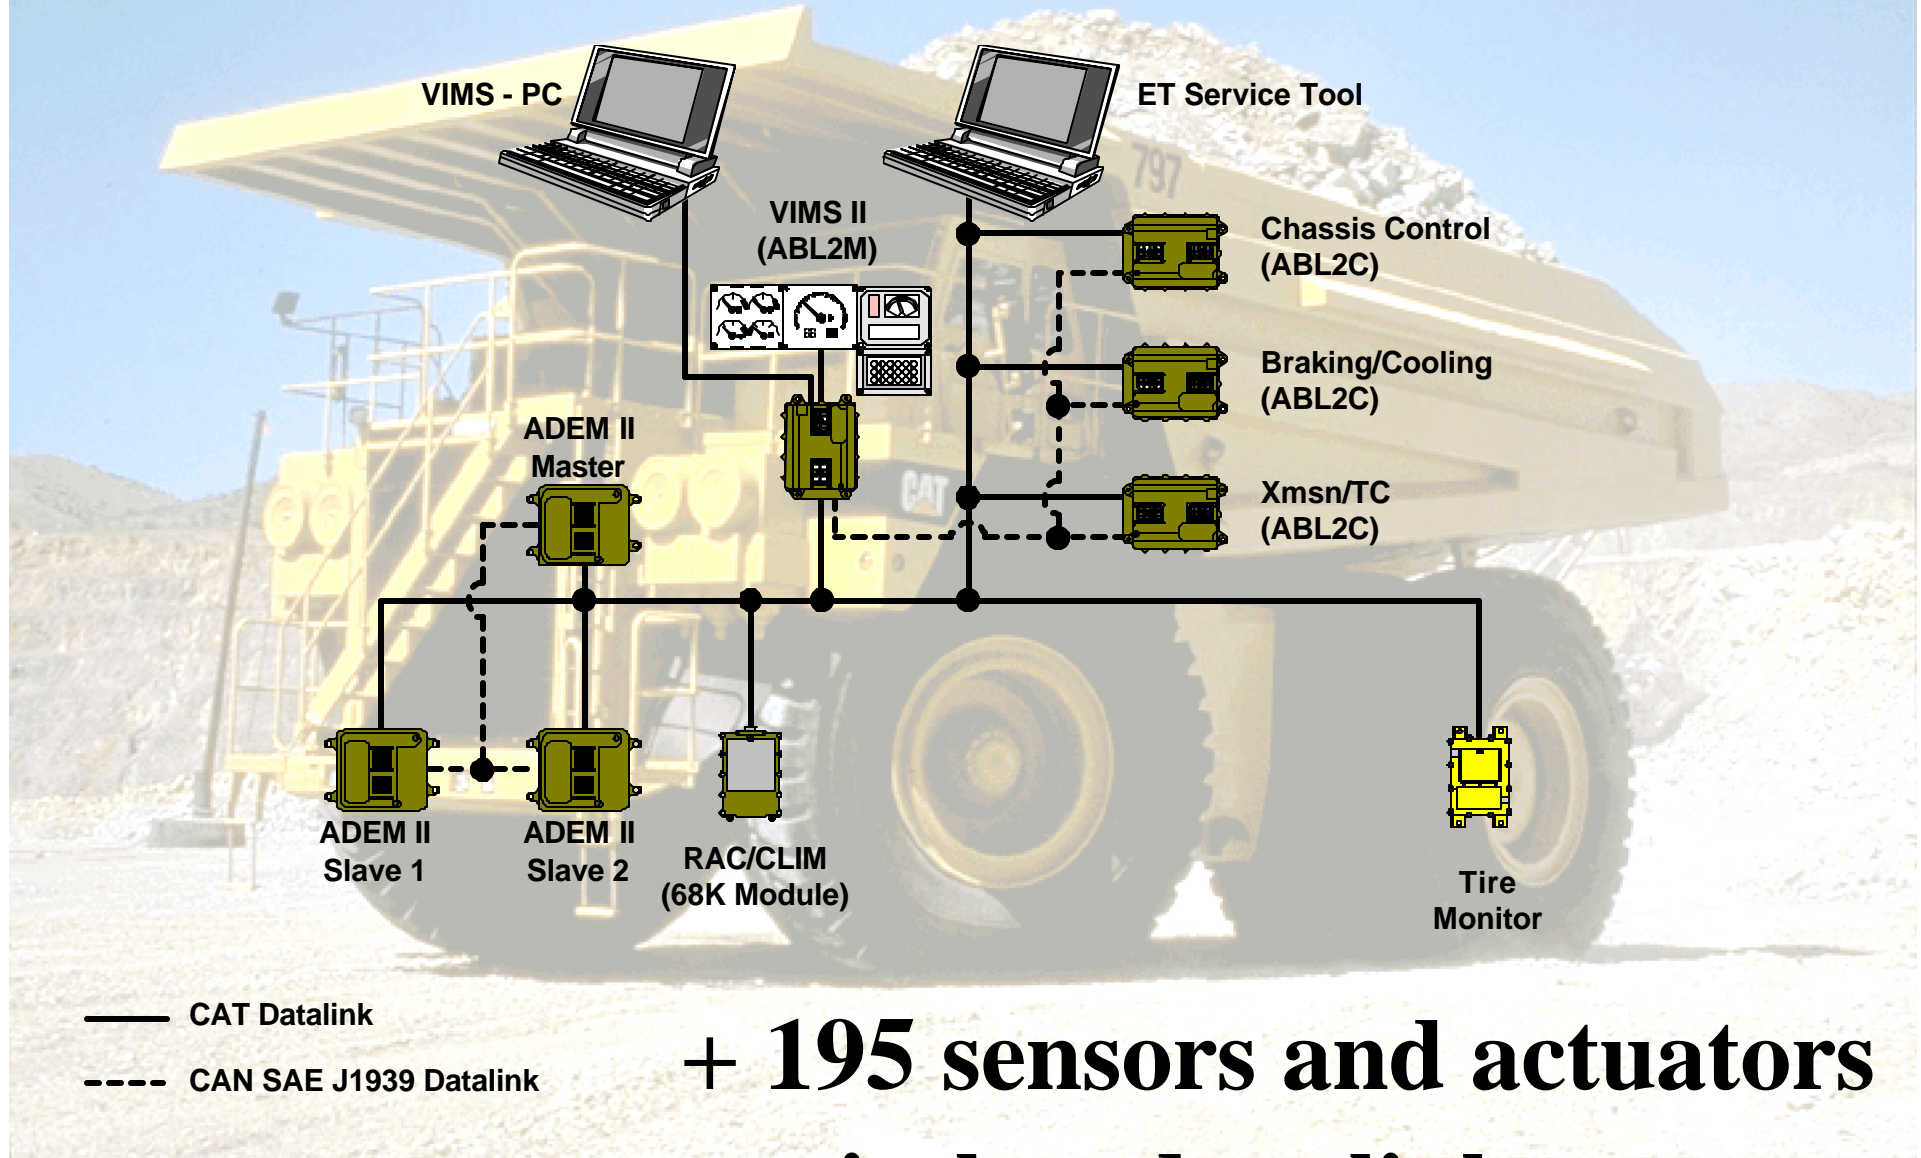 VIMS - PC
ET Service Tool
797
VIMS II
(ABL2M)
Chassis Control
(ABL2C)
Braking/Cooling
(ABL2C)
ADEM II
Master
CAT
Xmsn/TC
(ABL2C)
ADEM II
Slave 1
ADEM II
Slave 2
RAC/CLIM
(68K Module)
Tire
Monitor
CAT Datalink
CAN SAE J1939 Datalink
+ 195 sensors and actuators